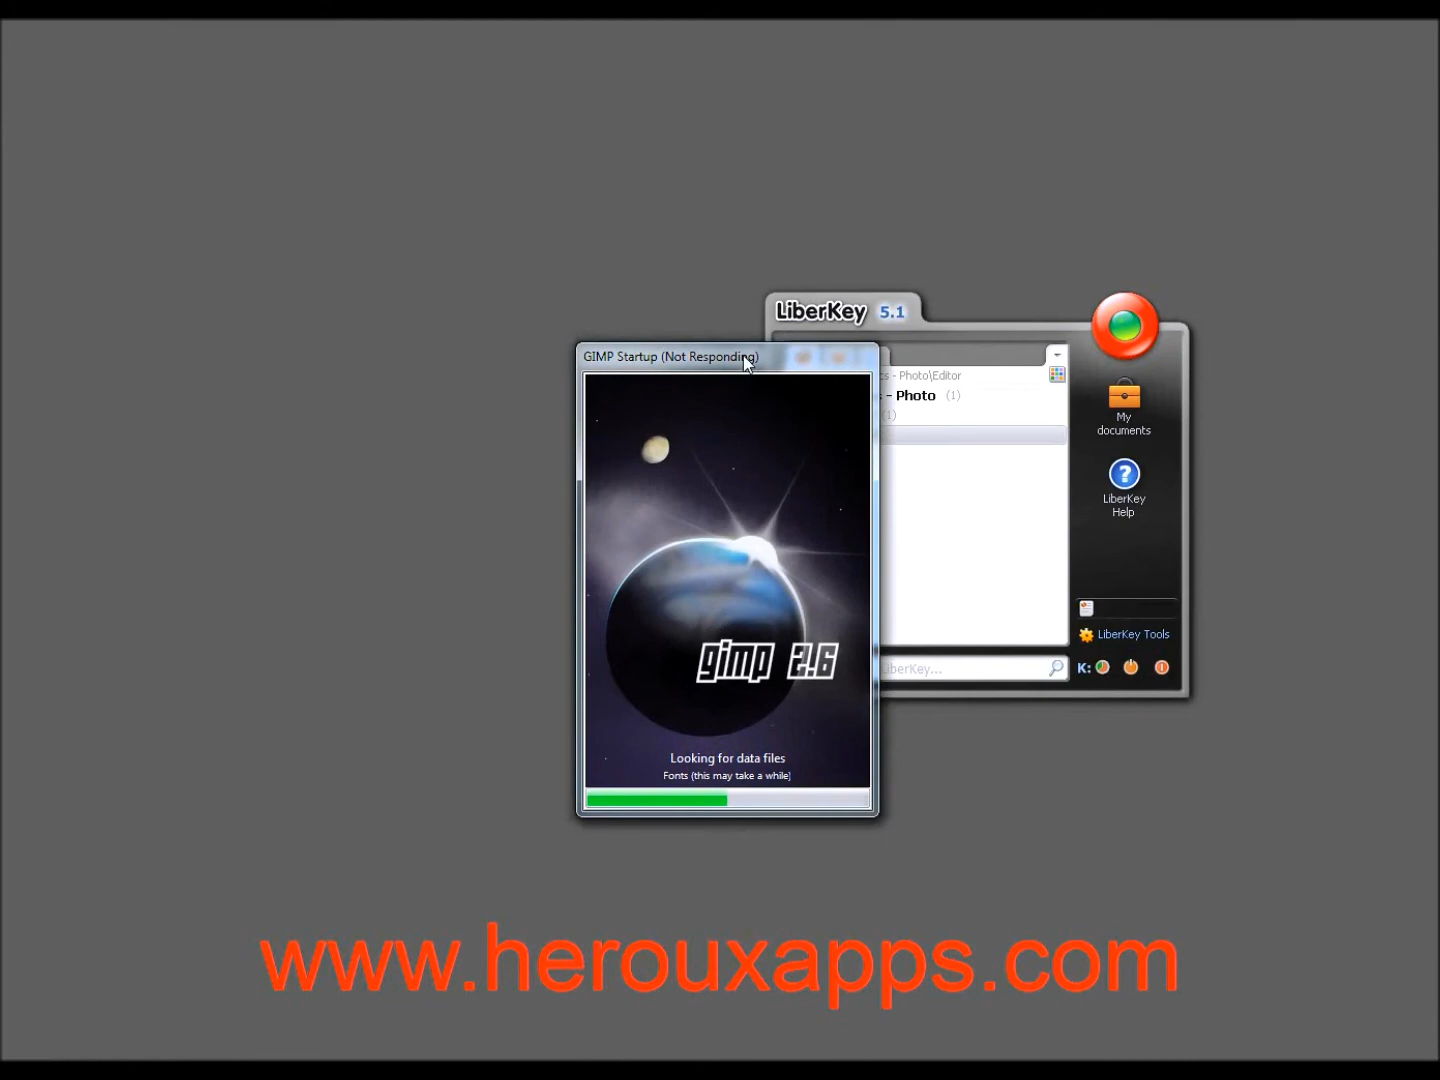 LiberKey 5.1
GIMP Startup (Not Responding)
- Photo\Editor
- Photo (1)
(1)
My
documents
LiberKey
Help
gimp 2.6
LiberKey Tools
LiberKey...
K:
Looking for data files
Fonts (this may take a while)
www.herouxapps.com